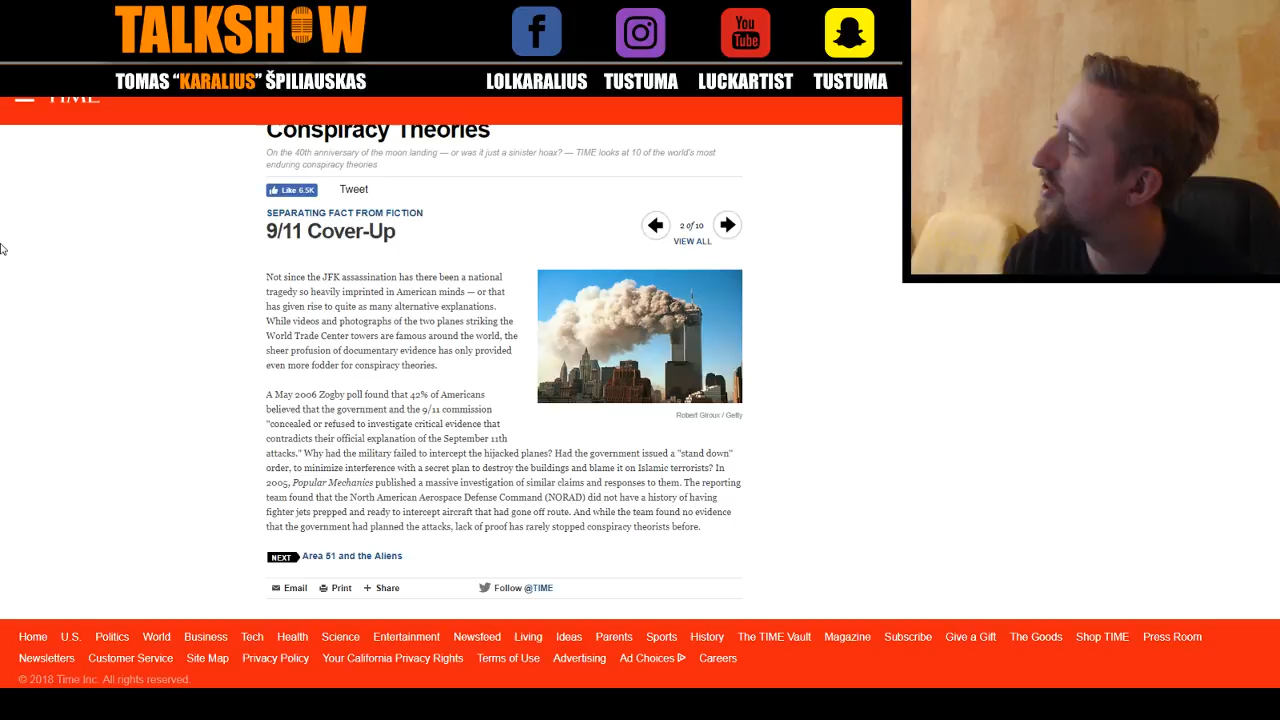 TALKSHOW
TOMAS "KARALIUS" ŠPILIAUSKAS
f
You
Tube
LOLKARALIUS TUSTUMA LUCKARTIST TUSTUMA
TIME
Conspiracy Theories
On the 40th anniversary of the moon landing — or was it just a sinister hoax? — TIME looks at 10 of the world's most
enduring conspiracy theories
Like 6.5K Tweet
SEPARATING FACT FROM FICTION
9/11 Cover-Up
2 of 10
VIEW ALL
Not since the JFK assassination has there been a national
tragedy so heavily imprinted in American minds — or that
has given rise to quite as many alternative explanations.
While videos and photographs of the two planes striking the
World Trade Center towers are famous around the world, the
sheer profusion of documentary evidence has only provided
even more fodder for conspiracy theories.
Robert Giroux / Getty
A May 2006 Zogby poll found that 42% of Americans
believed that the government and the 9/11 commission
"concealed or refused to investigate critical evidence that
contradicts their official explanation of the September 11th
attacks." Why had the military failed to intercept the hijacked planes? Had the government issued a "stand down"
order, to minimize interference with a secret plan to destroy the buildings and blame it on Islamic terrorists? In
2005, Popular Mechanics published a massive investigation of similar claims and responses to them. The reporting
team found that the North American Aerospace Defense Command (NORAD) did not have a history of having
fighter jets prepped and ready to intercept aircraft that had gone off route. And while the team found no evidence
that the government had planned the attacks, lack of proof has rarely stopped conspiracy theorists before.
NEXT Area 51 and the Aliens
Email Print + Share Follow @TIME
Home U.S. Politics World Business Tech Health Science Entertainment Newsfeed Living Ideas Parents Sports History The TIME Vault Magazine Subscribe Give a Gift The Goods Shop TIME Press Room
Newsletters Customer Service Site Map Privacy Policy Your California Privacy Rights Terms of Use Advertising Ad Choices Careers
© 2018 Time Inc. All rights reserved.